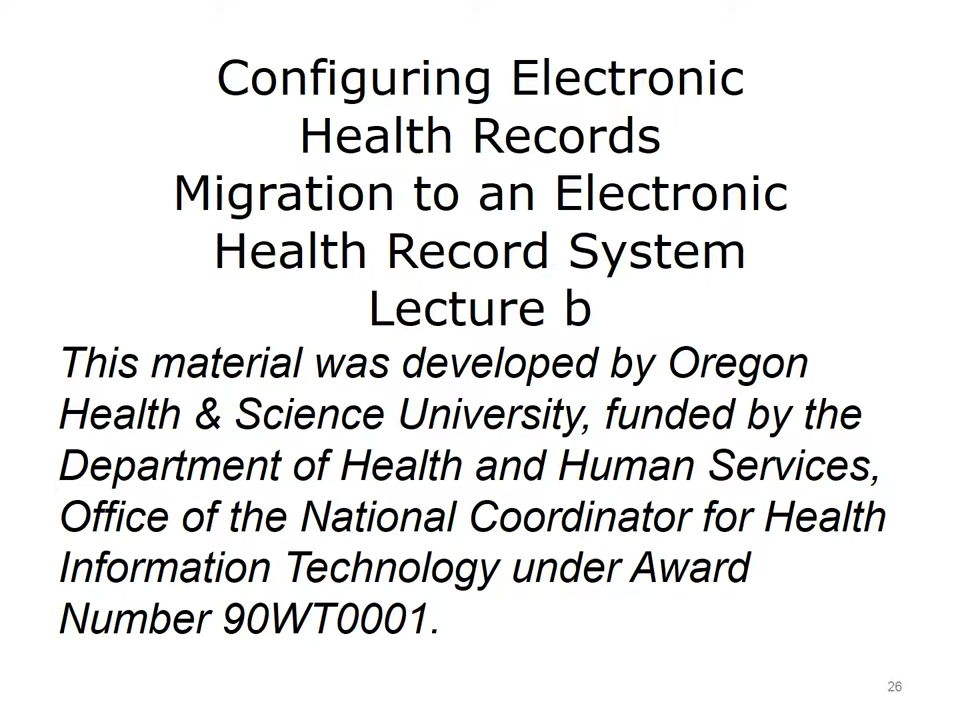 Configuring Electronic
Health Records
Migration to an Electronic
Health Record System
Lecture b
This material was developed by Oregon
Health & Science University, funded by the
Department of Health and Human Services,
Office of the National Coordinator for Health
Information Technology under Award
Number 90WT0001.
26